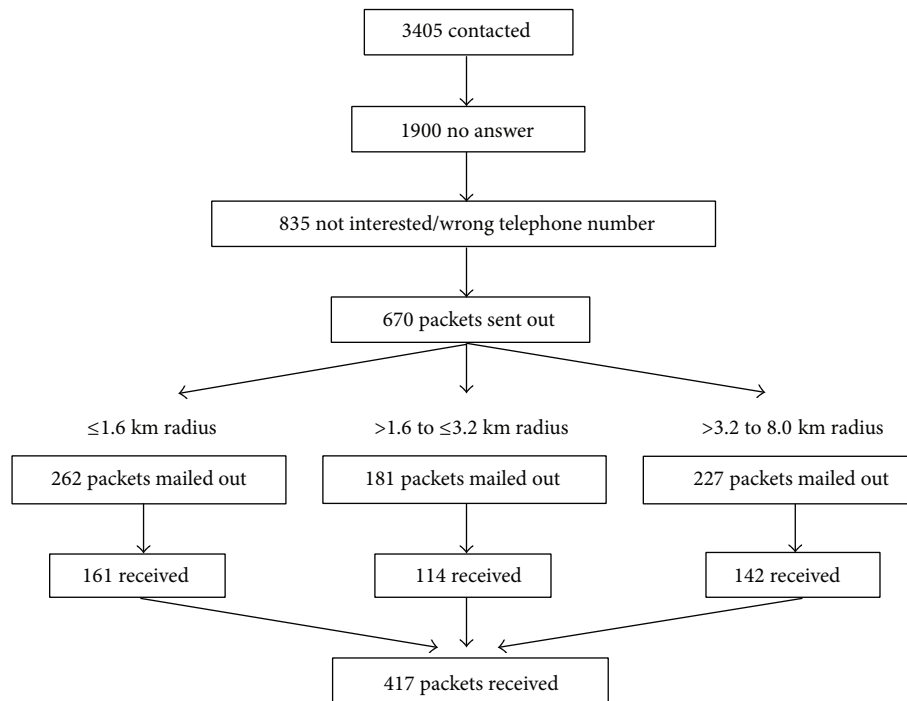 3405 contacted
1900 no answer
835 not interested/wrong telephone number
670 packets sent out
≤1.6 km radius
>1.6 to ≤3.2 km radius
>3.2 to 8.0 km radius
262 packets mailed out
181 packets mailed out
227 packets mailed out
161 received
114 received
142 received
417 packets received